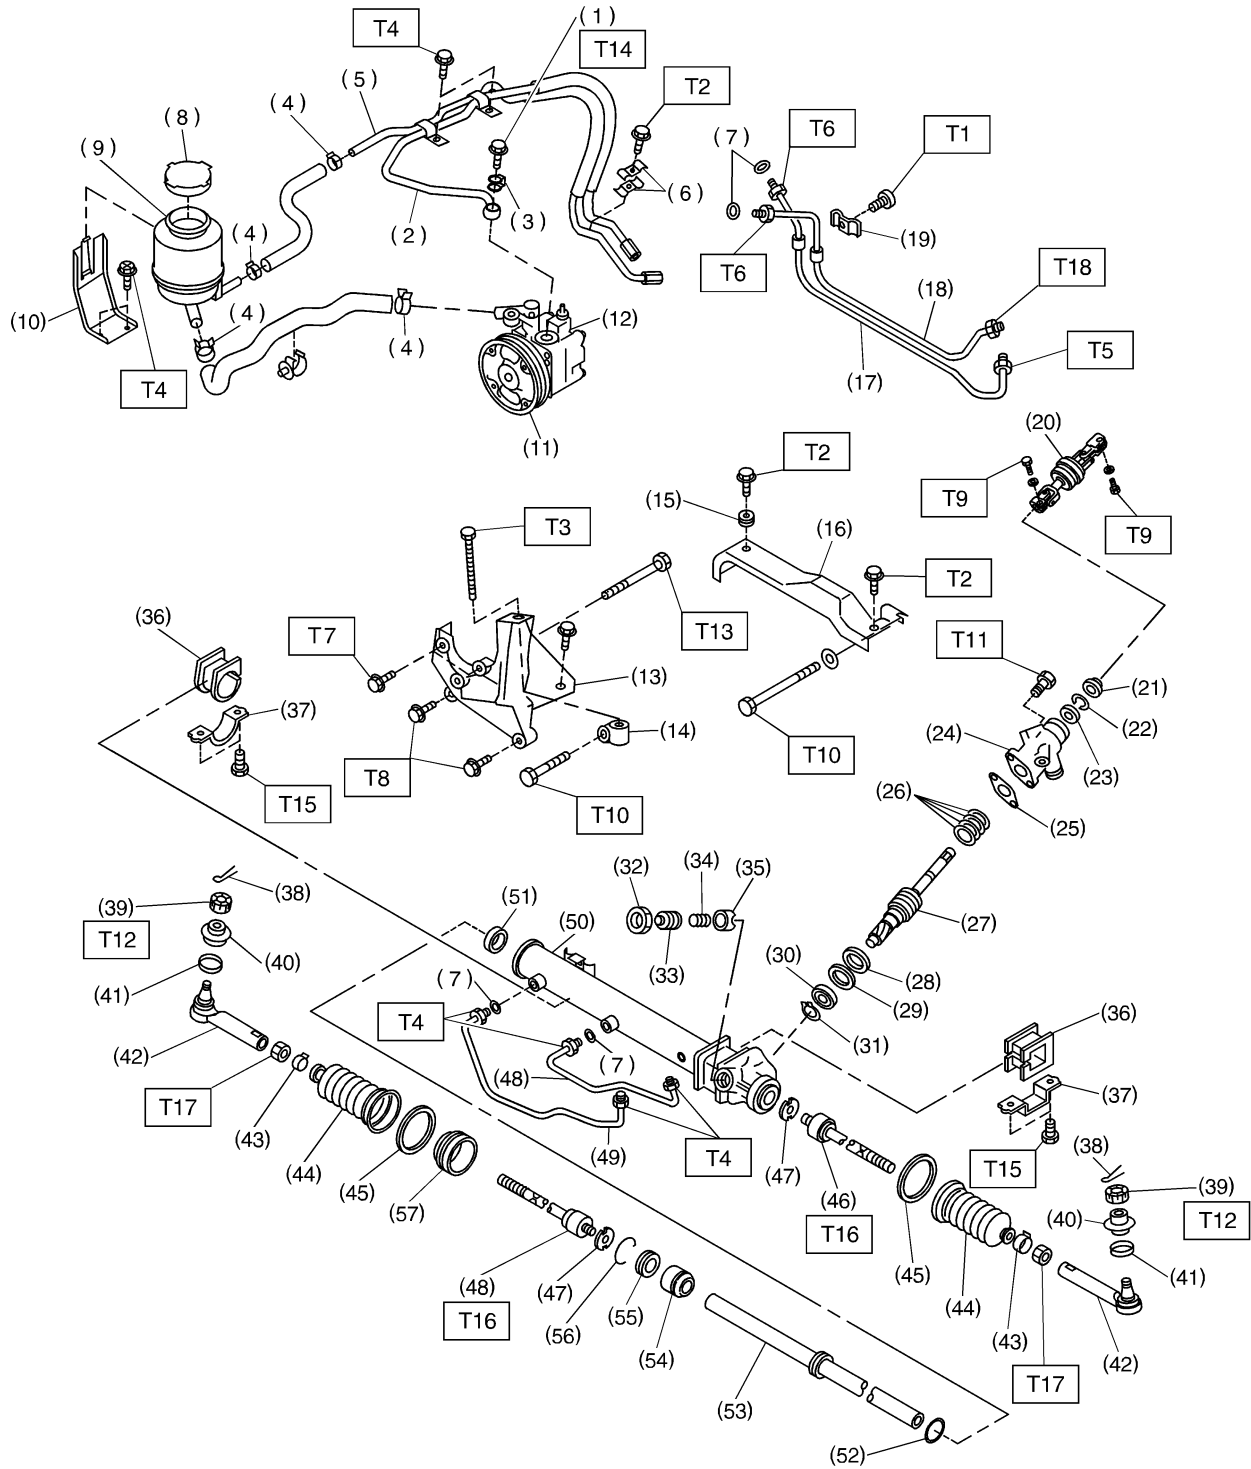 T4
( 1 )
T14
( 5 )
T2
( 4 )
( 8 )
( 7 )
T6
T1
( 9 )
( 6 )
( 3 )
( 2 )
(19)
( 4 )
T6
T18
(18)
(10)
( 4 )
( 4 )
(12)
T5
(17)
T4
(11)
(20)
T2
T9
(15)
T9
T3
(16)
T2
(36)
T7
T13
T11
(13)
(21)
(37)
(22)
(14)
(24)
T10
T8
(23)
T15
T10
(26)
(25)
(34)
(35)
(32)
(38)
(51)
(39)
(50)
(27)
T12
(40)
(33)
(30)
(28)
(7)
(41)
(29)
T4
(36)
(42)
(31)
(7)
(48)
(37)
T17
(43)
(49)
T4
(47)
T15
(38)
(44)
(45)
(39)
(57)
(46)
(40)
T12
T16
(48)
(47)
(45)
(41)
T16
(55)
(44)
(56)
(43)
(54)
(42)
T17
(53)
(52)